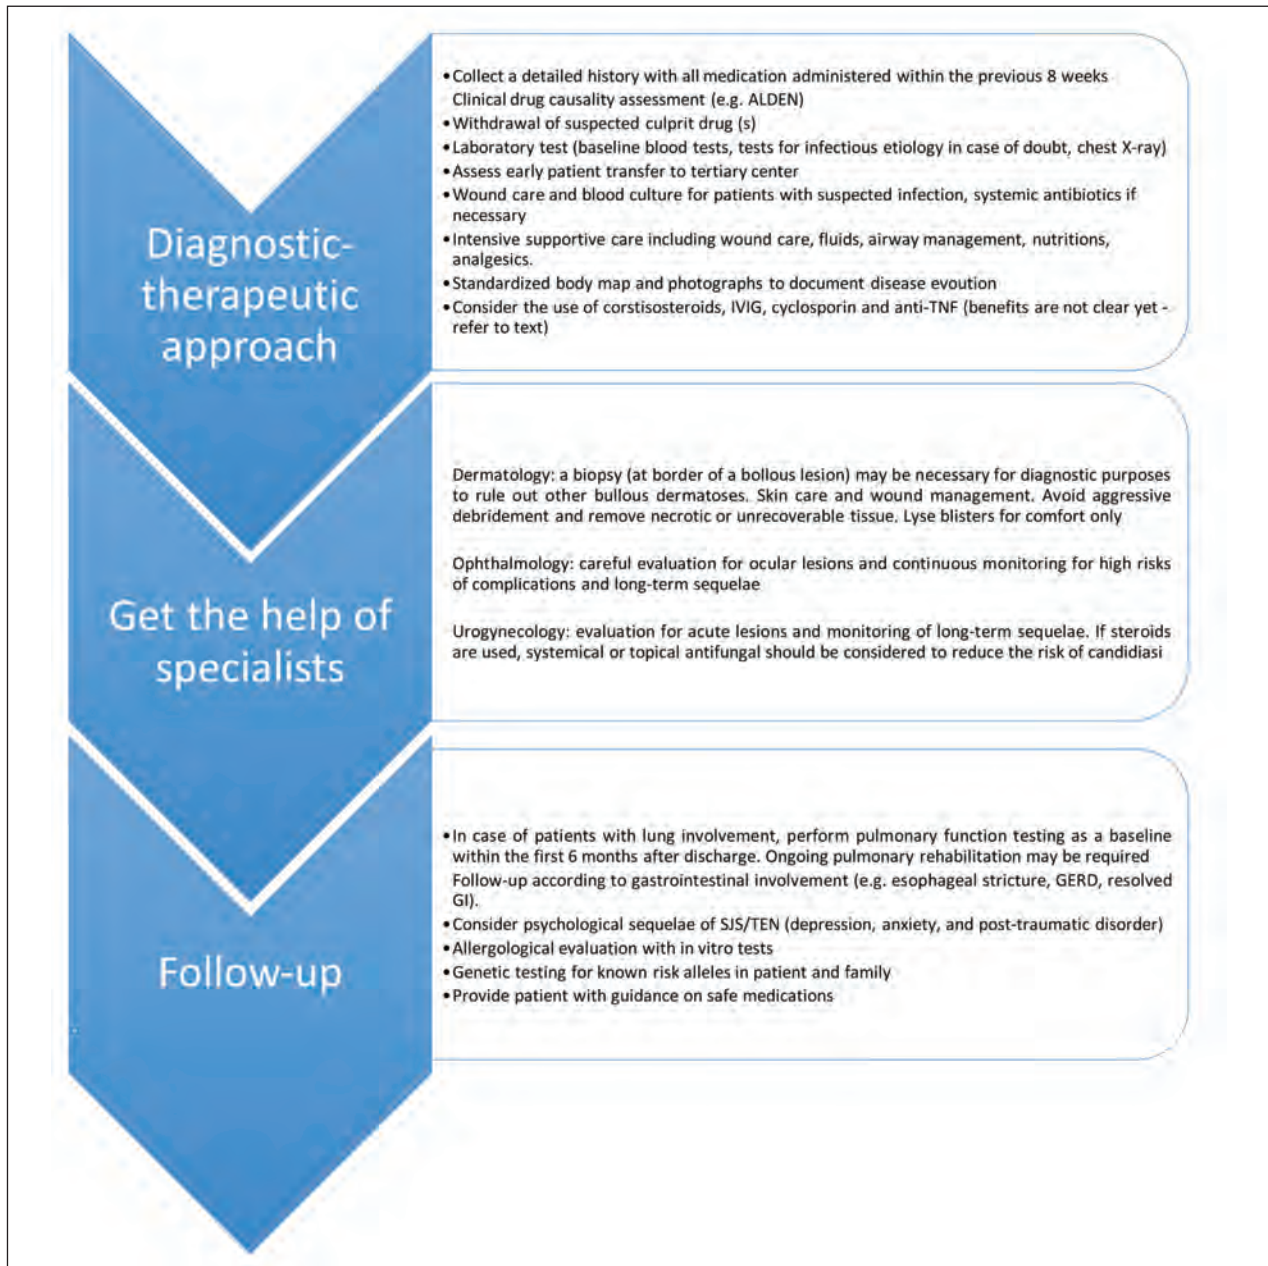 Diagnostic-
therapeutic
approach
•Collect a detailed history with all medication administered within the previous 8 weeks
Clinical drug causality assessment (e.g. ALDEN)
•Withdrawal of suspected culprit drug (s)
•Laboratory test (baseline blood tests, tests for infectious etiology in case of doubt, chest X-ray)
•Assess early patient transfer to tertiary center
•Wound care and blood culture for patients with suspected infection, systemic antibiotics if
necessary
•Intensive supportive care including wound care, fluids, airway management, nutritions,
analgesics.
•Standardized body map and photographs to document disease evoution
•Consider the use of corstisosteroids, IVIG, cyclosporin and anti-TNF (benefits are not clear yet -
refer to text)
Get the help of
specialists
Dermatology: a biopsy (at border of a bollous lesion) may be necessary for diagnostic purposes
to rule out other bullous dermatoses. Skin care and wound management. Avoid aggressive
debridement and remove necrotic or unrecoverable tissue. Lyse blisters for comfort only
Ophthalmology: careful evaluation for ocular lesions and continuous monitoring for high risks
of complications and long-term sequelae
Urogynecology: evaluation for acute lesions and monitoring of long-term sequelae. If steroids
are used, systemical or topical antifungal should be considered to reduce the risk of candidiasi
Follow-up
•In case of patients with lung involvement, perform pulmonary function testing as a baseline
within the first 6 months after discharge. Ongoing pulmonary rehabilitation may be required
Follow-up according to gastrointestinal involvement (e.g. esophageal stricture, GERD, resolved
GI).
•Consider psychological sequelae of SJS/TEN (depression, anxiety, and post-traumatic disorder)
•Allergological evaluation with in vitro tests
•Genetic testing for known risk alleles in patient and family
•Provide patient with guidance on safe medications